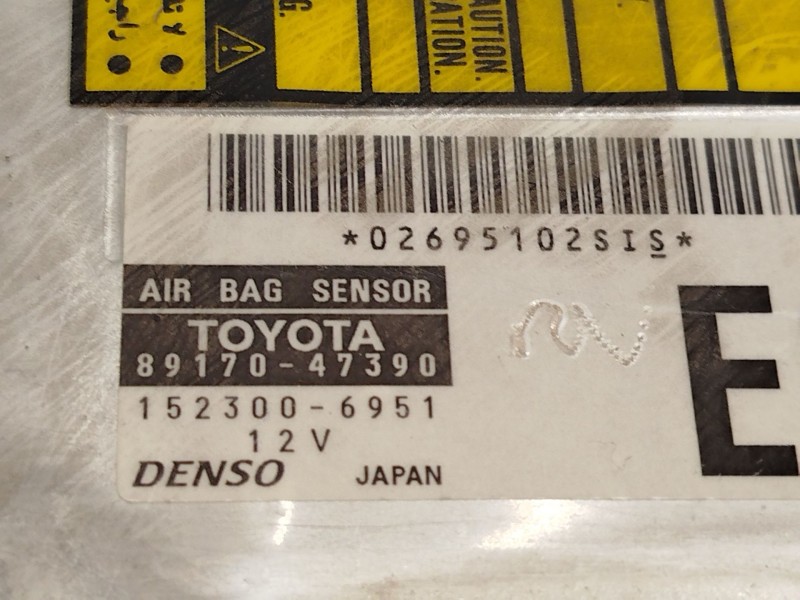 G.
CAUTION.
ATION.
*02695102SIS*
AIR BAG SENSOR
TOYOTA
89170-47390
152300-6951
12V
DENSO JAPAN
E